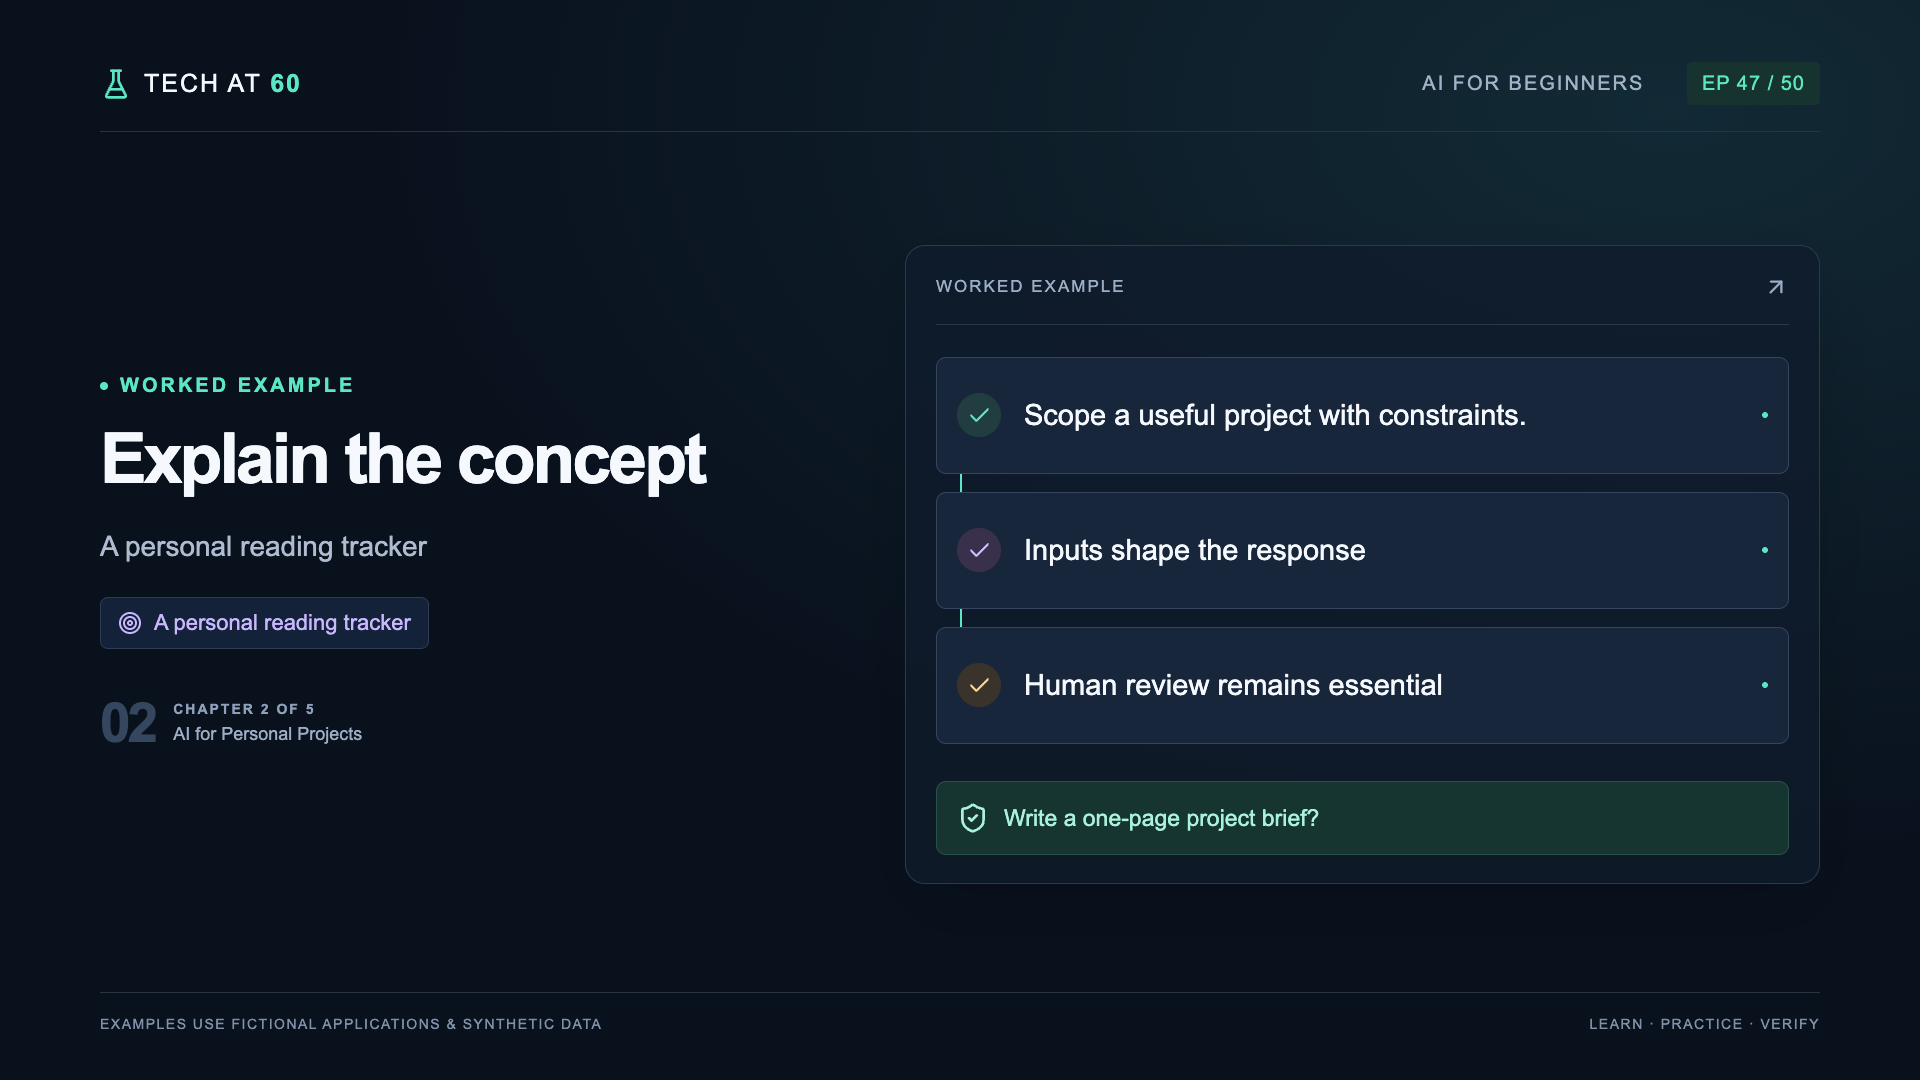 TECH AT 60
AI FOR BEGINNERS
EP 47 / 50
WORKED EXAMPLE
Explain the concept
A personal reading tracker
A personal reading tracker
02
CHAPTER 2 OF 5
AI for Personal Projects
WORKED EXAMPLE
Scope a useful project with constraints.
Inputs shape the response
Human review remains essential
Write a one-page project brief?
EXAMPLES USE FICTIONAL APPLICATIONS & SYNTHETIC DATA
LEARN · PRACTICE · VERIFY